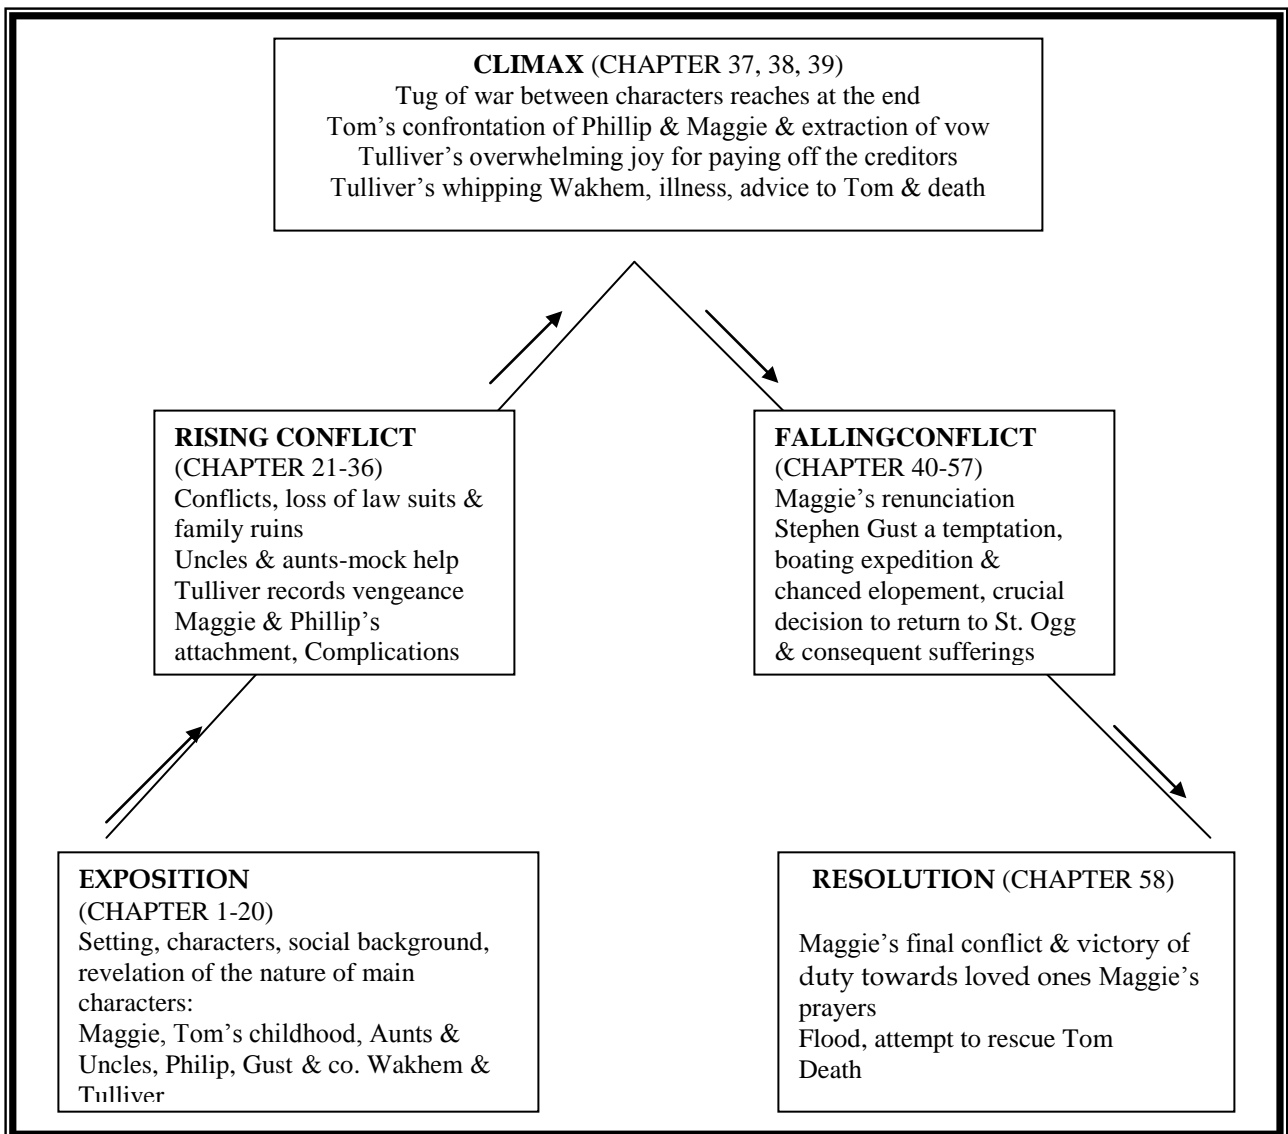 CLIMAX (CHAPTER 37, 38, 39)
Tug of war between characters reaches at the end
Tom’s confrontation of Phillip & Maggie & extraction of vow
Tulliver’s overwhelming joy for paying off the creditors
Tulliver’s whipping Wakhem, illness, advice to Tom & death
RISING CONFLICT
(CHAPTER 21-36)
Conflicts, loss of law suits &
family ruins
Uncles & aunts-mock help
Tulliver records vengeance
Maggie & Phillip’s
attachment, Complications
FALLINGCONFLICT
(CHAPTER 40-57)
Maggie’s renunciation
Stephen Gust a temptation,
boating expedition &
chanced elopement, crucial
decision to return to St. Ogg
& consequent sufferings
EXPOSITION
(CHAPTER 1-20)
Setting, characters, social background,
revelation of the nature of main
characters:
Maggie, Tom’s childhood, Aunts &
Uncles, Philip, Gust & co. Wakhem &
Tulliver
RESOLUTION (CHAPTER 58)
Maggie’s final conflict & victory of
duty towards loved ones Maggie’s
prayers
Flood, attempt to rescue Tom
Death